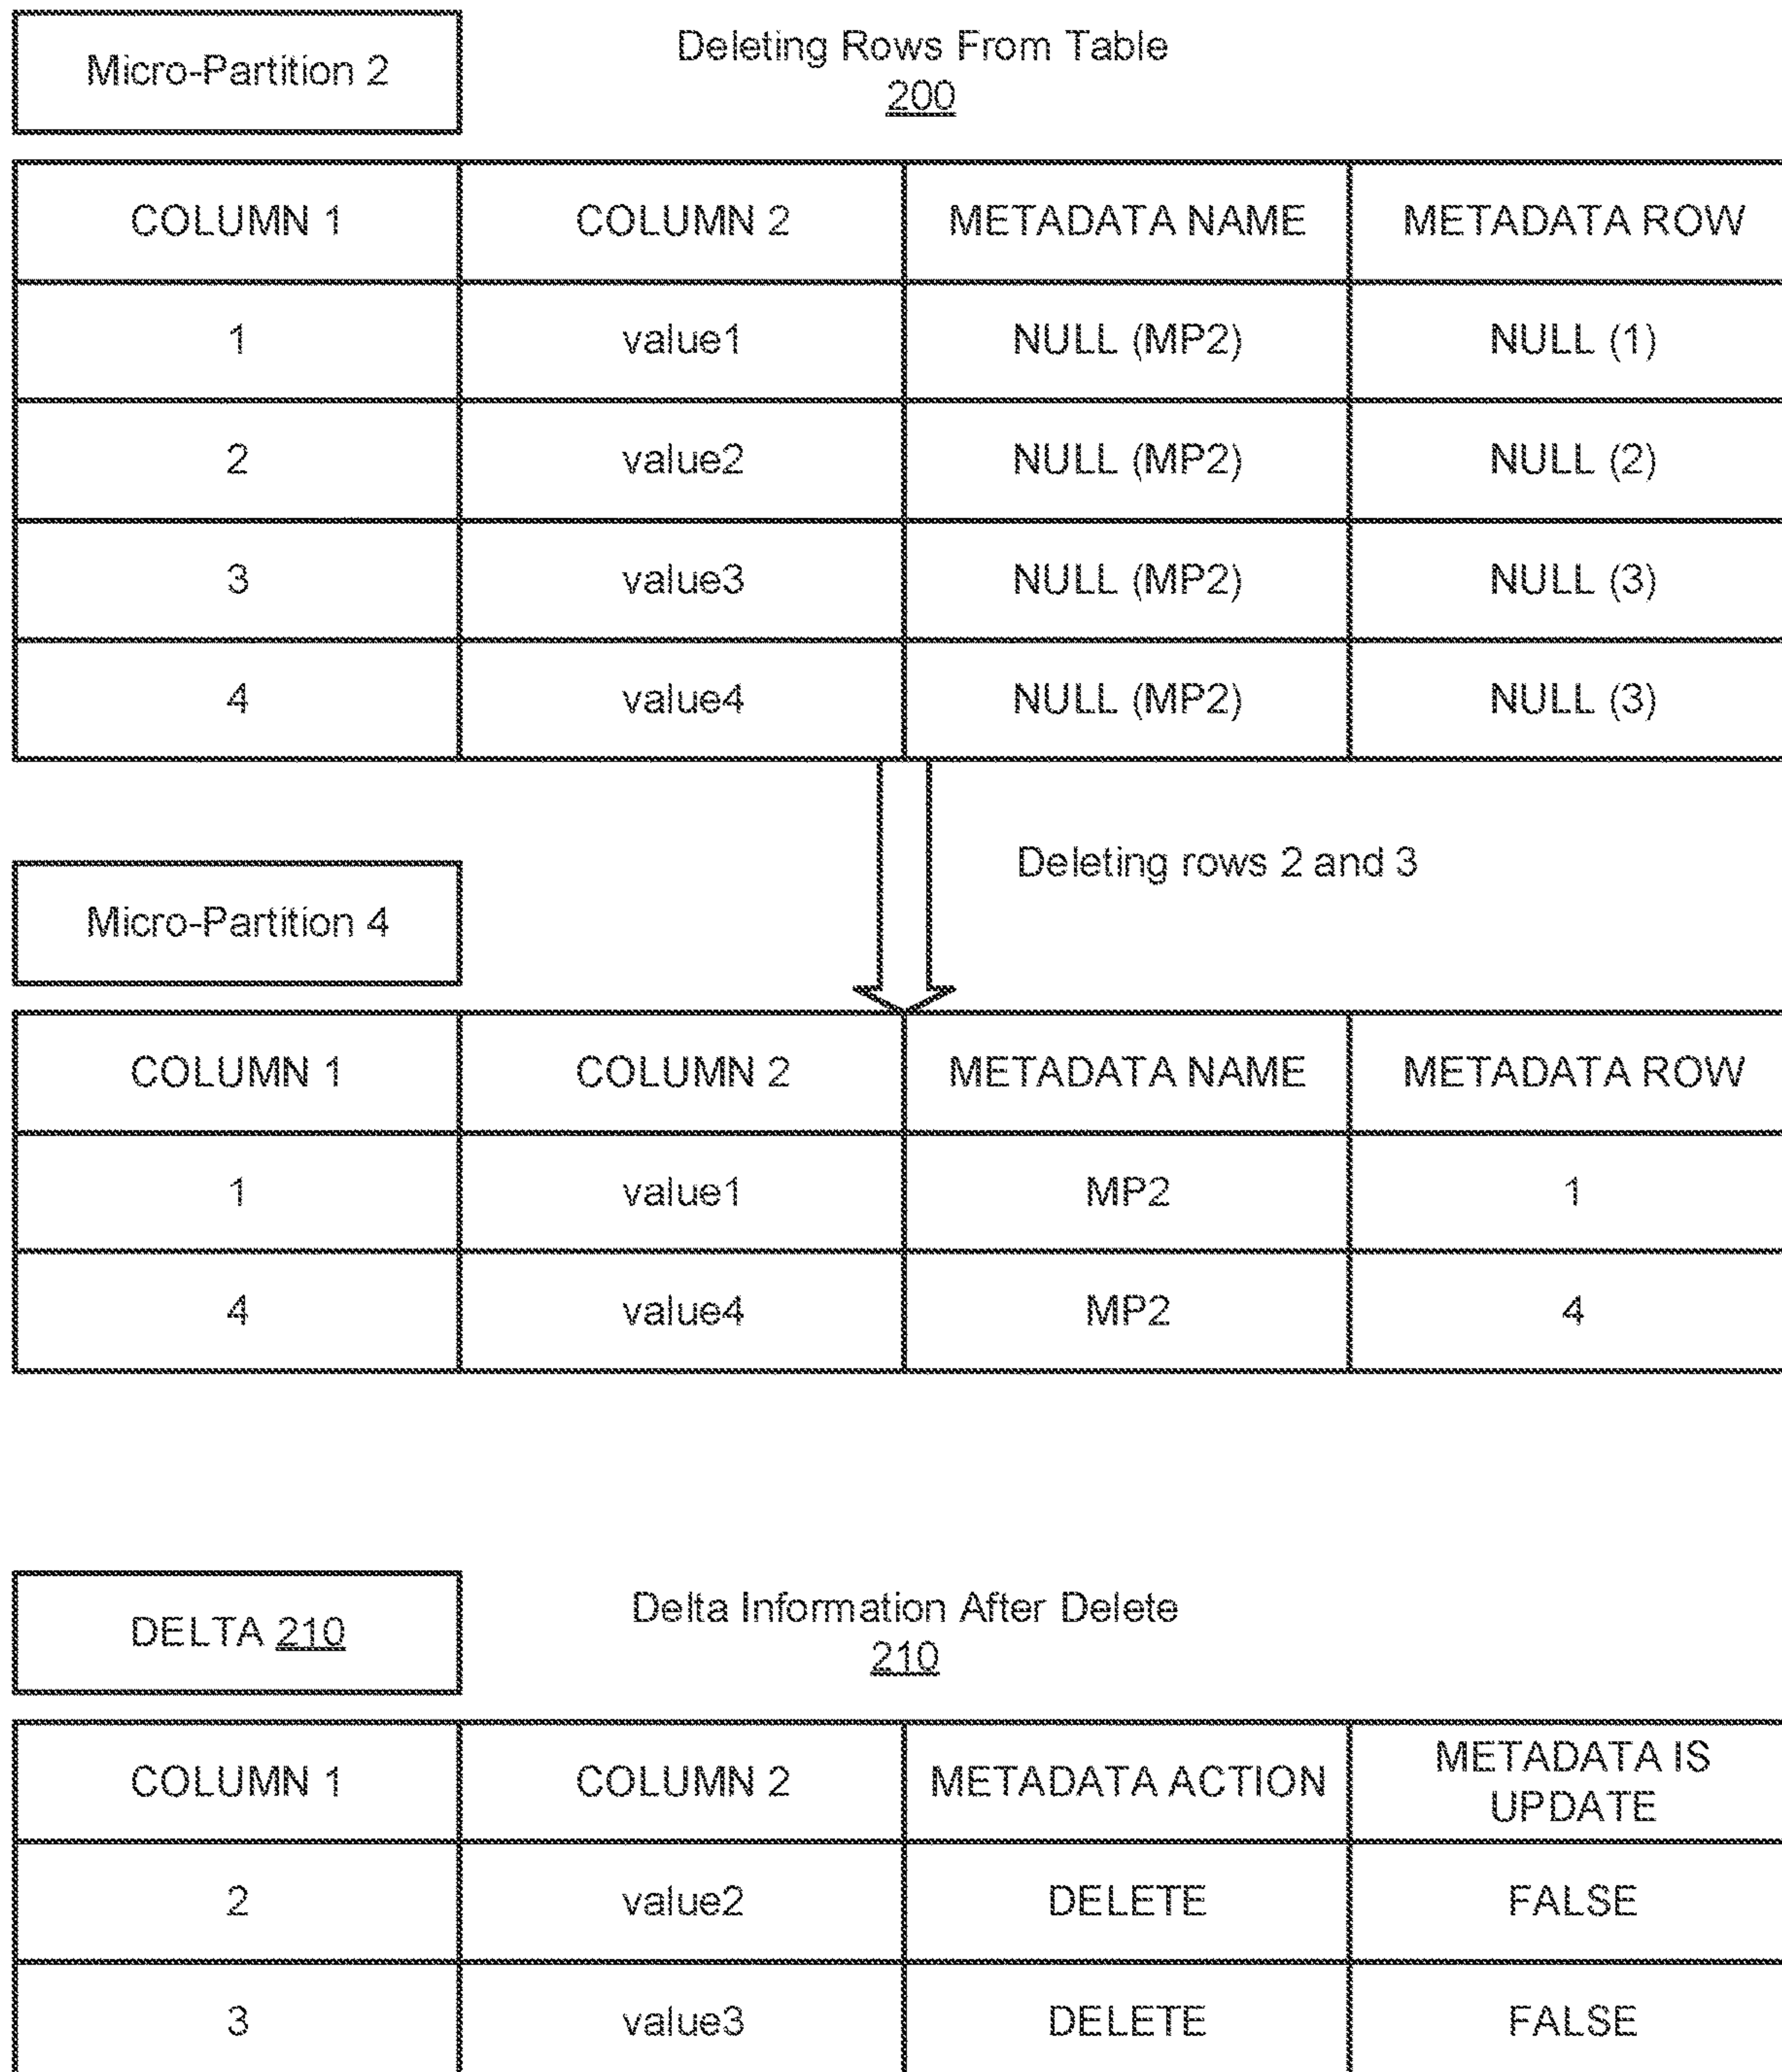 Micro-Partition 2
Deleting Rows From Table
200
COLUMN 1 COLUMN 2 METADATA NAME METADATA ROW
1 value1 NULL (MP2) NULL (1)
2 value2 NULL (MP2) NULL (2)
3 value3 NULL (MP2) NULL (3)
4 value4 NULL (MP2) NULL (3)
Deleting rows 2 and 3
Micro-Partition 4
COLUMN 1 COLUMN 2 METADATA NAME METADATA ROW
1 value1 MP2 1
4 value4 MP2 4
DELTA 210
Delta Information After Delete
210
COLUMN 1 COLUMN 2 METADATA ACTION METADATA IS
UPDATE
2 value2 DELETE FALSE
3 value3 DELETE FALSE